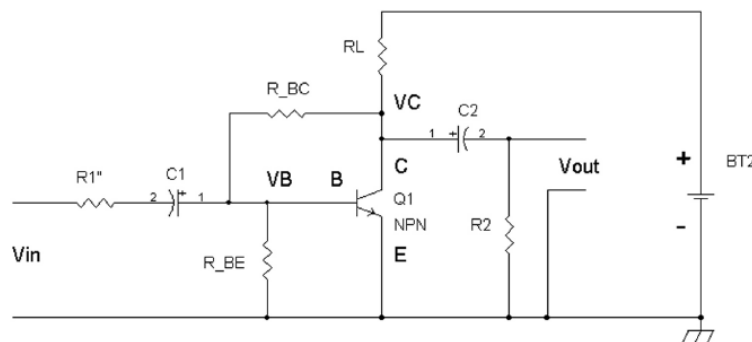 RL
R_BC
VC
C2
1
2
C
R1"
C1
2
1
VB
B
Q1
NPN
E
R_BE
R2
Vin
Vout
+
-
BT2